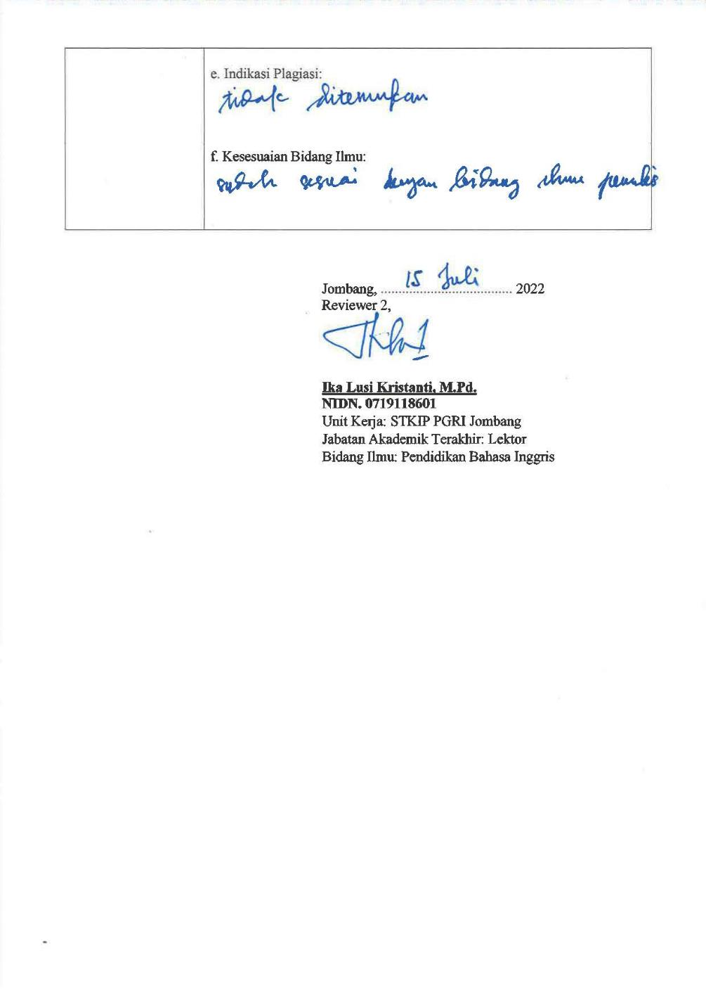 e. Indikasi Plagiasi:
tidak ditemukan
f. Kesesuaian Bidang Ilmu:
sudah sesuai dengan bidang ilmu penulis
Jombang, 15 Juli 2022
Reviewer 2,
Ika Lusi Kristanti, M.Pd.
NIDN. 0719118601
Unit Kerja: STKIP PGRI Jombang
Jabatan Akademik Terakhir: Lektor
Bidang Ilmu: Pendidikan Bahasa Inggris